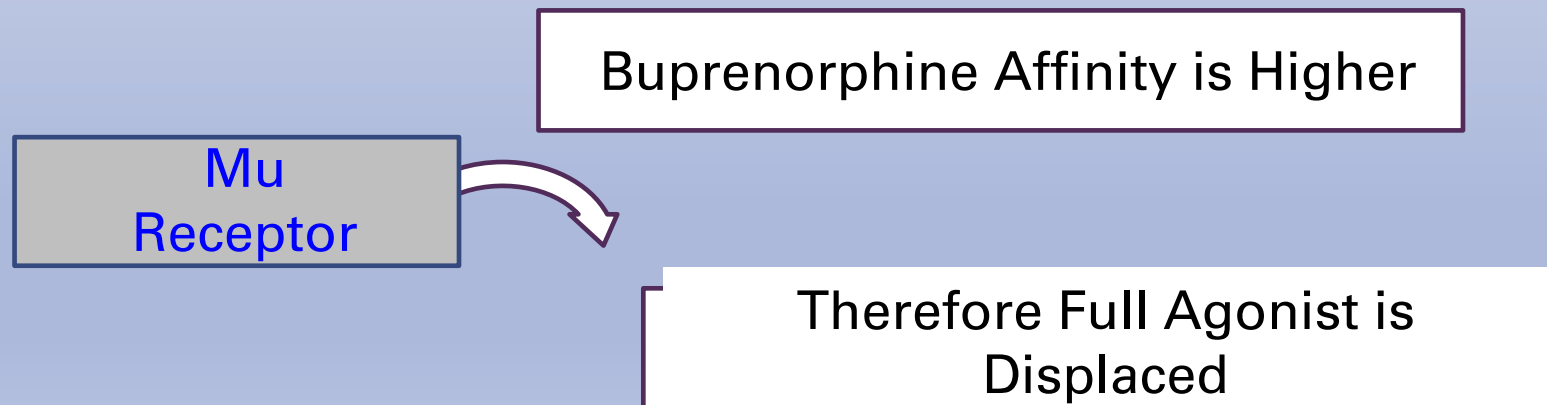 Buprenorphine Affinity is Higher
Mu
Receptor
Therefore Full Agonist is
Displaced